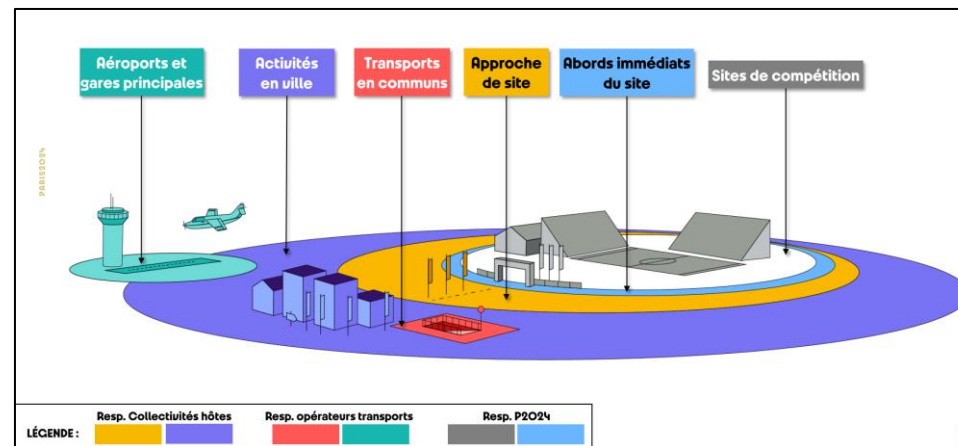 Aéroports et
gares principales
Activités
en ville
Transports
en communs
Approche
de site
Abords immédiats
du site
Sites de compétition
PARIS2024
LÉGENDE :
Resp. Collectivités hôtes
Resp. opérateurs transports
Resp. P2024